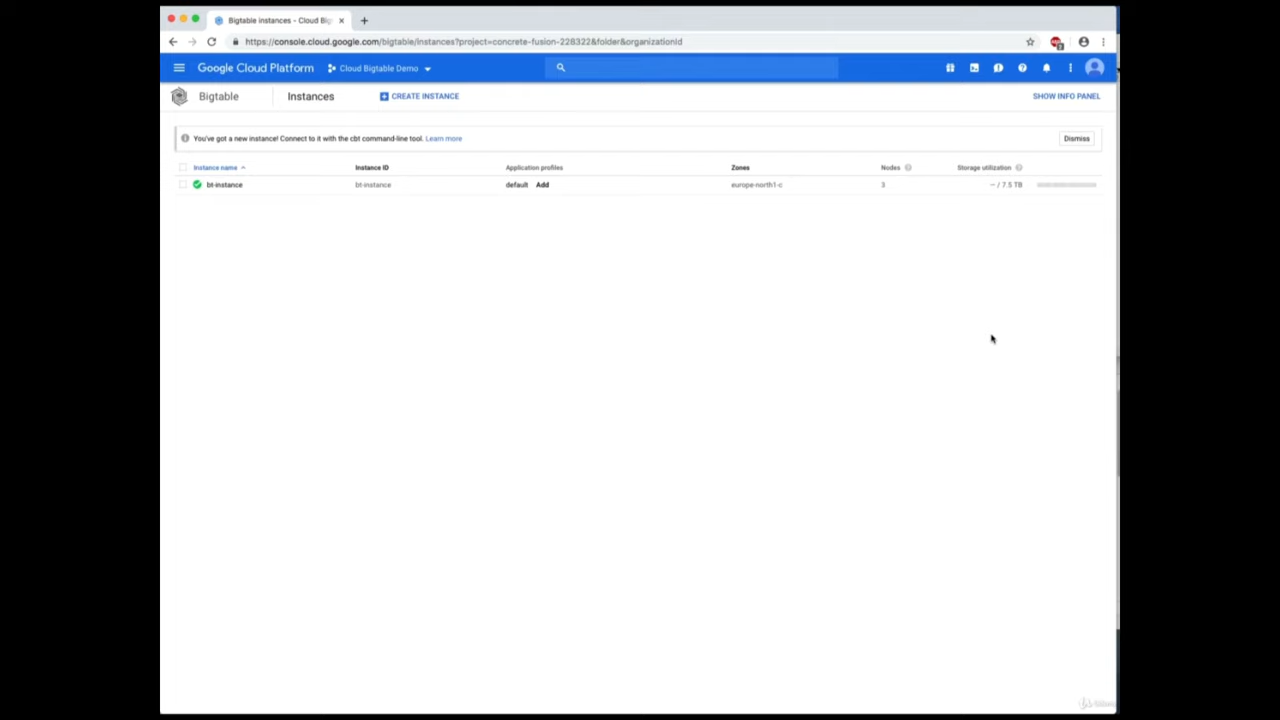 Bigtable instances - Cloud Big
https://console.cloud.google.com/bigtable/instances?project=concrete-fusion-228322&folder&organizationId
Google Cloud Platform Cloud Bigtable Demo
Bigtable Instances CREATE INSTANCE SHOW INFO PANEL
You've got a new instance! Connect to it with the cbt command-line tool. Learn more Dismiss
Instance name Instance ID Application profiles Zones Nodes Storage utilization
bt-instance bt-instance default Add europe-north1-c 3 – / 7.5 TB